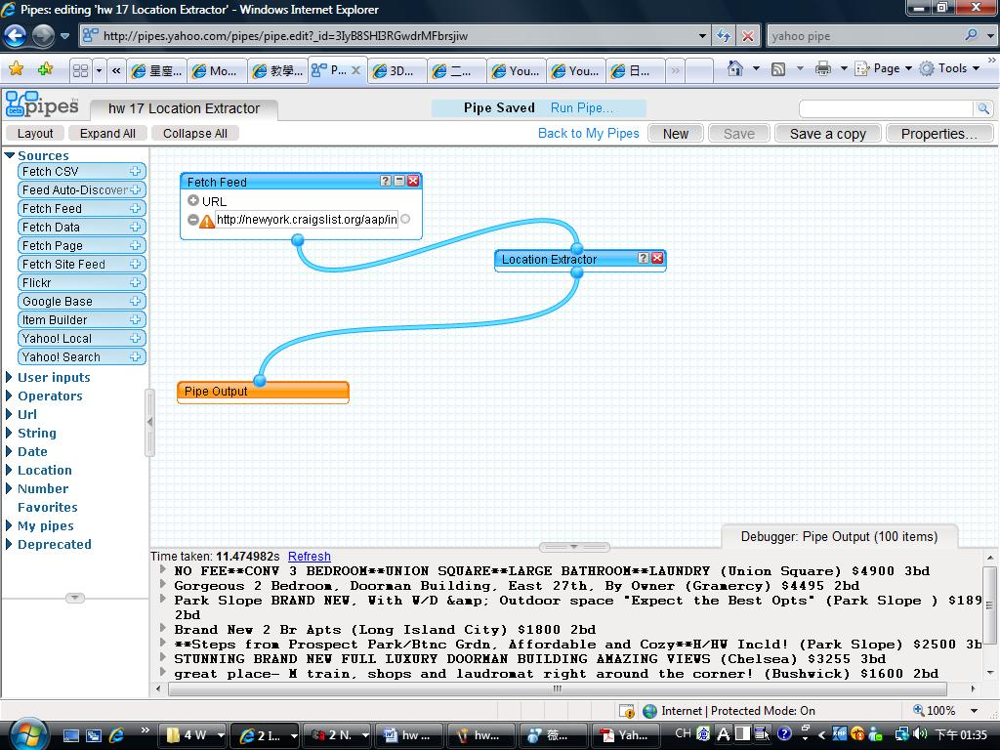 Pipes: editing 'hw 17 Location Extractor' - Windows Internet Explorer
http://pipes.yahoo.com/pipes/pipe.edit?_id=3IyB8SHI3RGwdrMFbrsjiw
yahoo pipe
星座... Mo... 教學... P... 3D... 二... You... You... 日... Page Tools
pipes beta
hw 17 Location Extractor
Pipe Saved Run Pipe...
Layout Expand All Collapse All
Back to My Pipes New Save Save a copy Properties...
Sources
Fetch CSV
Feed Auto-Discover
Fetch Feed
Fetch Data
Fetch Page
Fetch Site Feed
Flickr
Google Base
Item Builder
Yahoo! Local
Yahoo! Search
User inputs
Operators
Url
String
Date
Location
Number
Favorites
My pipes
Deprecated
Fetch Feed
URL
http://newyork.craigslist.org/aap/in
Location Extractor
Pipe Output
Debugger: Pipe Output (100 items)
Time taken: 11.474982s Refresh
NO FEE**CONV 3 BEDROOM**UNION SQUARE**LARGE BATHROOM**LAUNDRY (Union Square) $4900 3bd
Gorgeous 2 Bedroom, Doorman Building, East 27th, By Owner (Gramercy) $4495 2bd
Park Slope BRAND NEW, With W/D &amp; Outdoor space "Expect the Best Opts" (Park Slope ) $189
2bd
Brand New 2 Br Apts (Long Island City) $1800 2bd
**Steps from Prospect Park/Btnc Grdn, Affordable and Cozy**H/HW Incld! (Park Slope) $2500 3b
STUNNING BRAND NEW FULL LUXURY DOORMAN BUILDING AMAZING VIEWS (Chelsea) $3255 3bd
great place- M train, shops and laudromat right around the corner! (Bushwick) $1600 2bd
Internet | Protected Mode: On 100%
4 W 2 I... 2 N... hw ... hw... 薇... Yah... CH 下午 01:35